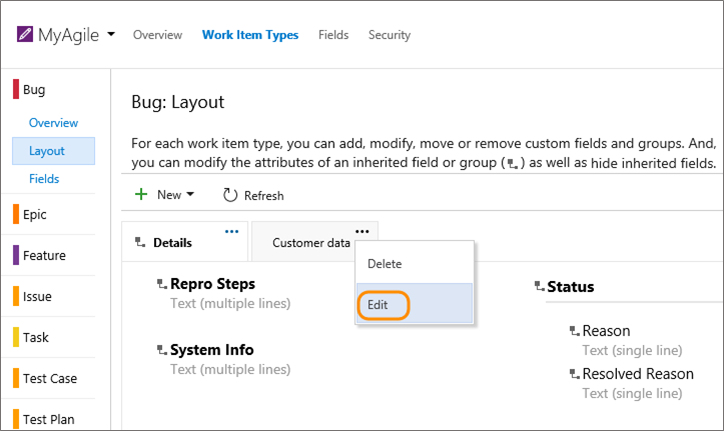 MyAgile Overview Work Item Types Fields Security
Bug
Overview
Layout
Fields
Epic
Feature
Issue
Task
Test Case
Test Plan
Bug: Layout
For each work item type, you can add, modify, move or remove custom fields and groups. And,
you can modify the attributes of an inherited field or group ( ) as well as hide inherited fields.
New Refresh
Details ••• Customer data •••
Delete
Edit
Repro Steps
Text (multiple lines)
System Info
Text (multiple lines)
Status
Reason
Text (single line)
Resolved Reason
Text (single line)